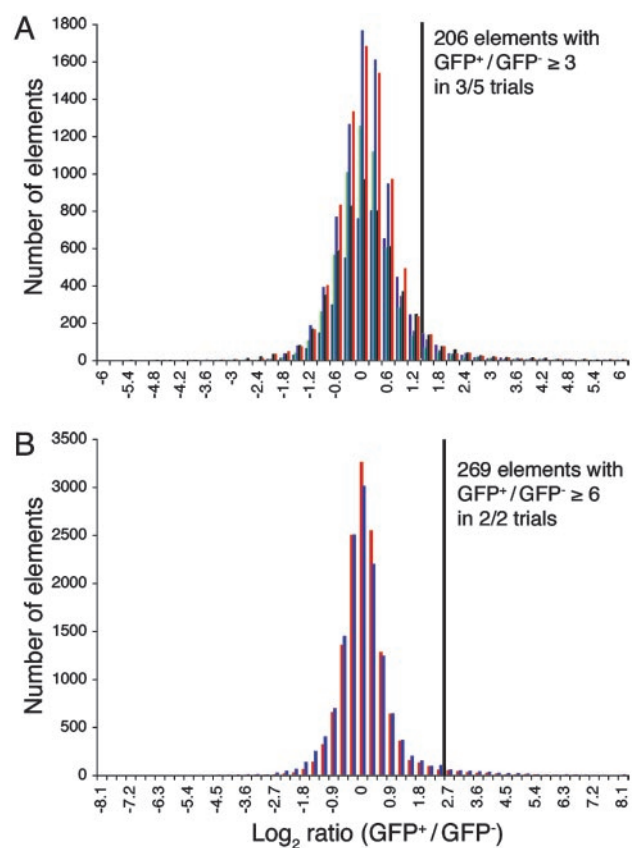 A
Number of elements
1800
1600
1400
1200
1000
800
600
400
200
0
206 elements with
GFP⁺/GFP⁻ ≥ 3
in 3/5 trials
-6 -5.4 -4.8 -4.2 -3.6 -3 -2.4 -1.8 -1.2 -0.6 0 0.6 1.2 1.8 2.4 3 3.6 4.2 4.8 5.4 6
B
Number of elements
3500
3000
2500
2000
1500
1000
500
0
269 elements with
GFP⁺/GFP⁻ ≥ 6
in 2/2 trials
-8.1 -7.2 -6.3 -5.4 -4.5 -3.6 -2.7 -1.8 -0.9 0 0.9 1.8 2.7 3.6 4.5 5.4 6.3 7.2 8.1
Log₂ ratio (GFP⁺/GFP⁻)